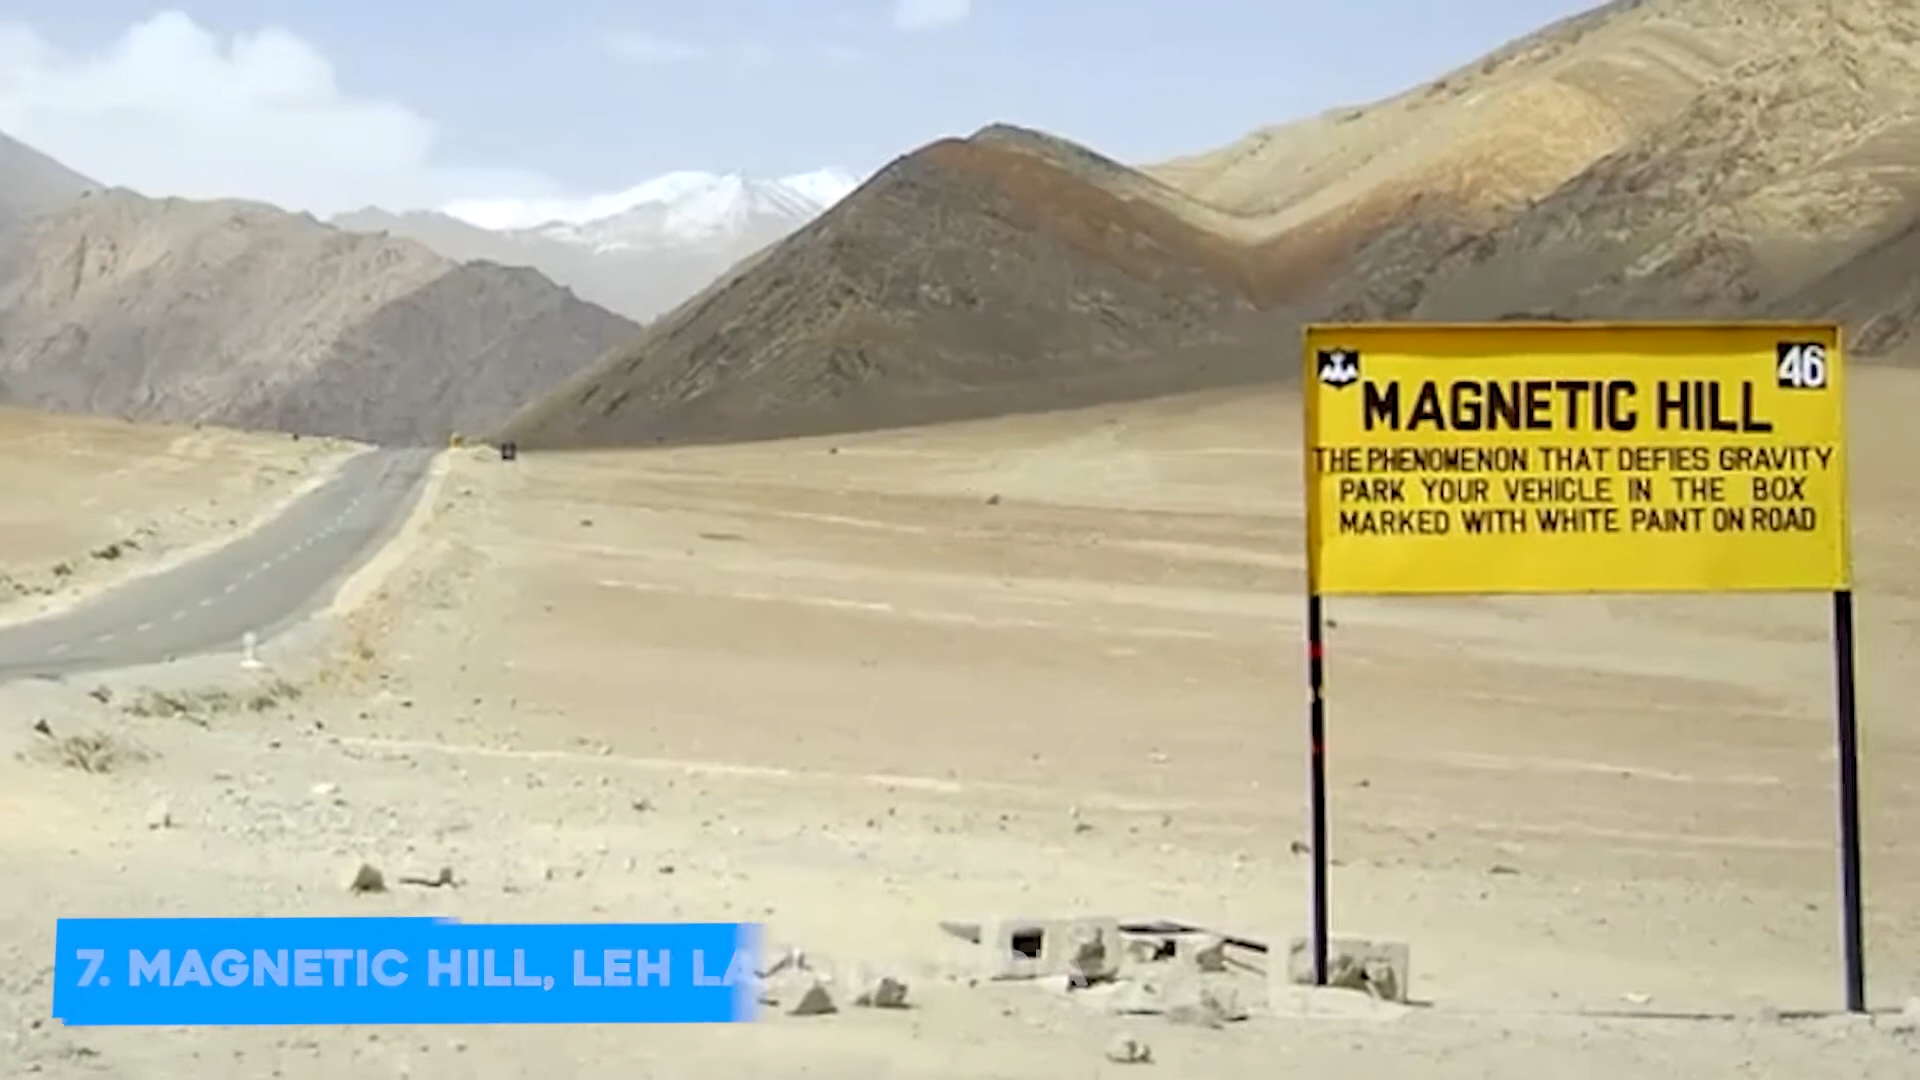 46
MAGNETIC HILL
THE PHENOMENON THAT DEFIES GRAVITY
PARK YOUR VEHICLE IN THE BOX
MARKED WITH WHITE PAINT ON ROAD
7. MAGNETIC HILL, LEH